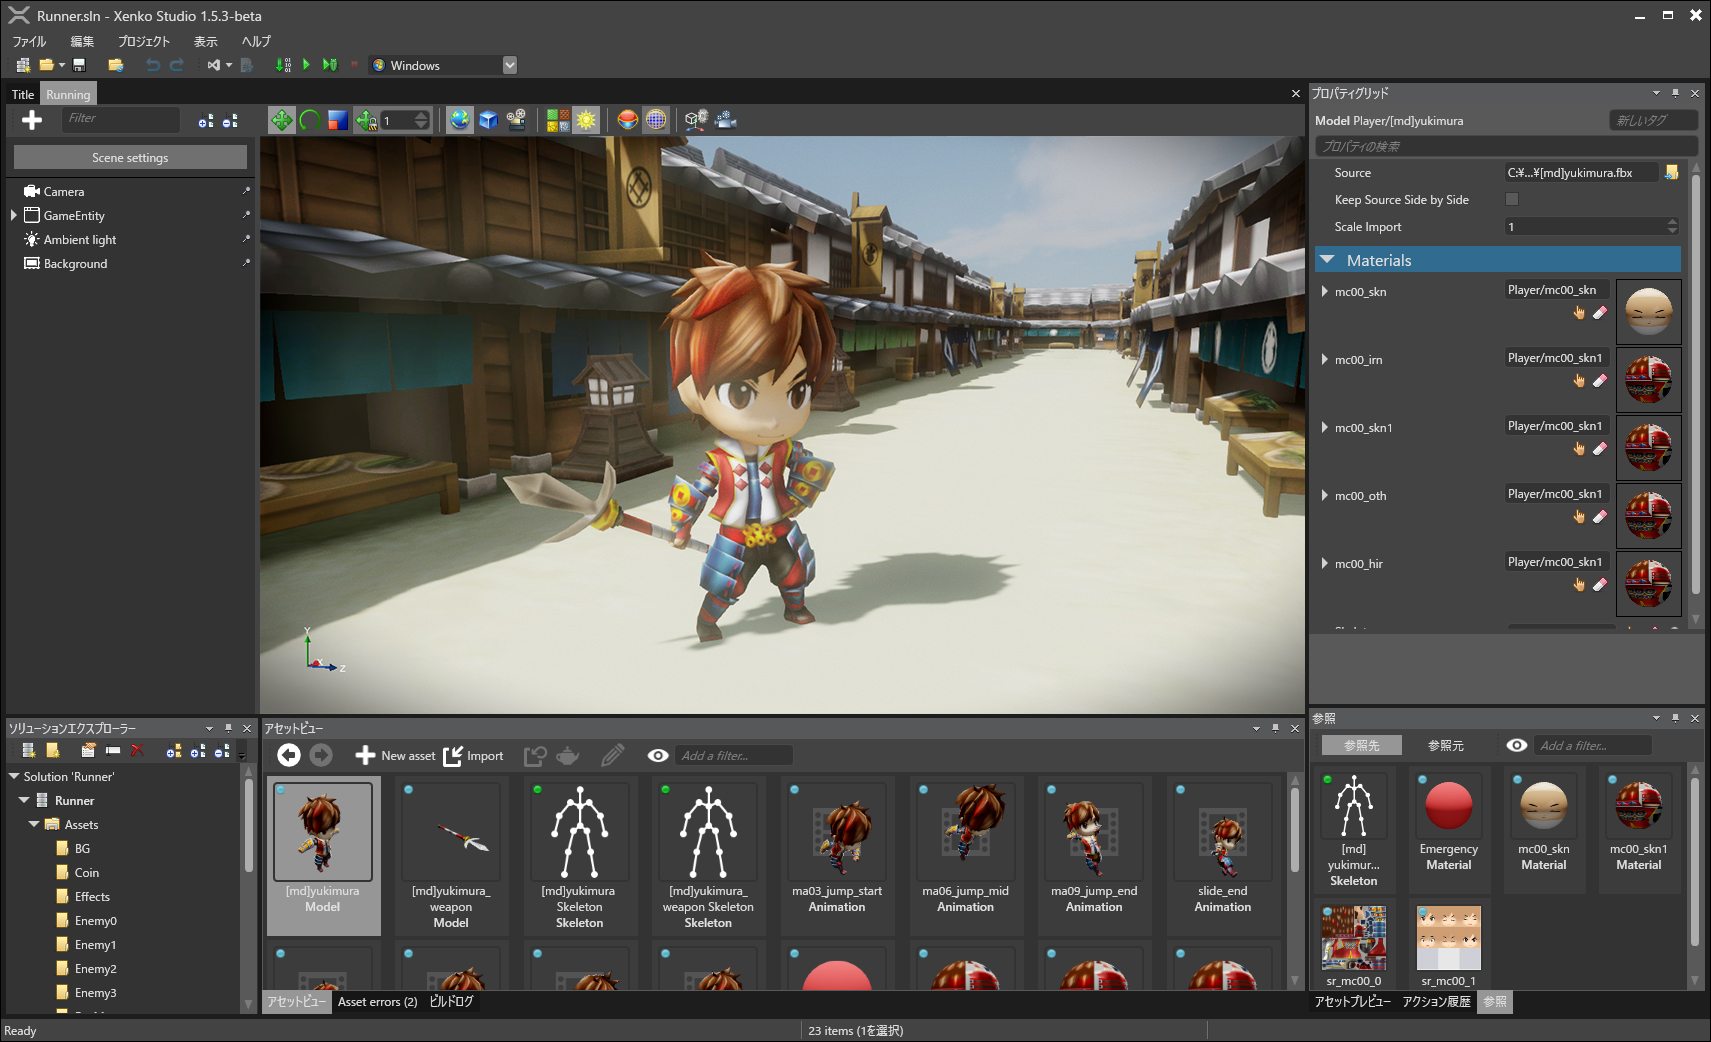 Runner.sln - Xenko Studio 1.5.3-beta
ファイル 編集 プロジェクト 表示 ヘルプ
Windows
Title Running
Filter
1
Scene settings
Camera
GameEntity
Ambient light
Background
Y
X
Z
プロパティグリッド
Model Player/[md]yukimura
新しいタグ
プロパティの検索
Source C:¥...¥[md]yukimura.fbx
Keep Source Side by Side
Scale Import 1
Materials
mc00_skn Player/mc00_skn
mc00_irn Player/mc00_skn1
mc00_skn1 Player/mc00_skn1
mc00_oth Player/mc00_skn1
mc00_hir Player/mc00_skn1
ソリューションエクスプローラー
Solution 'Runner'
Runner
Assets
BG
Coin
Effects
Enemy0
Enemy1
Enemy2
Enemy3
アセットビュー
New asset Import Add a filter...
[md]yukimura
Model
[md]yukimura_
weapon
Model
[md]yukimura
Skeleton
Skeleton
[md]yukimura_
weapon Skeleton
Skeleton
ma03_jump_start
Animation
ma06_jump_mid
Animation
ma09_jump_end
Animation
slide_end
Animation
アセットビュー Asset errors (2) ビルドログ
参照
参照先 参照元 Add a filter...
[md]
yukimur...
Skeleton
Emergency
Material
mc00_skn
Material
mc00_skn1
Material
sr_mc00_0
sr_mc00_1
アセットプレビュー アクション履歴 参照
Ready
23 items (1を選択)